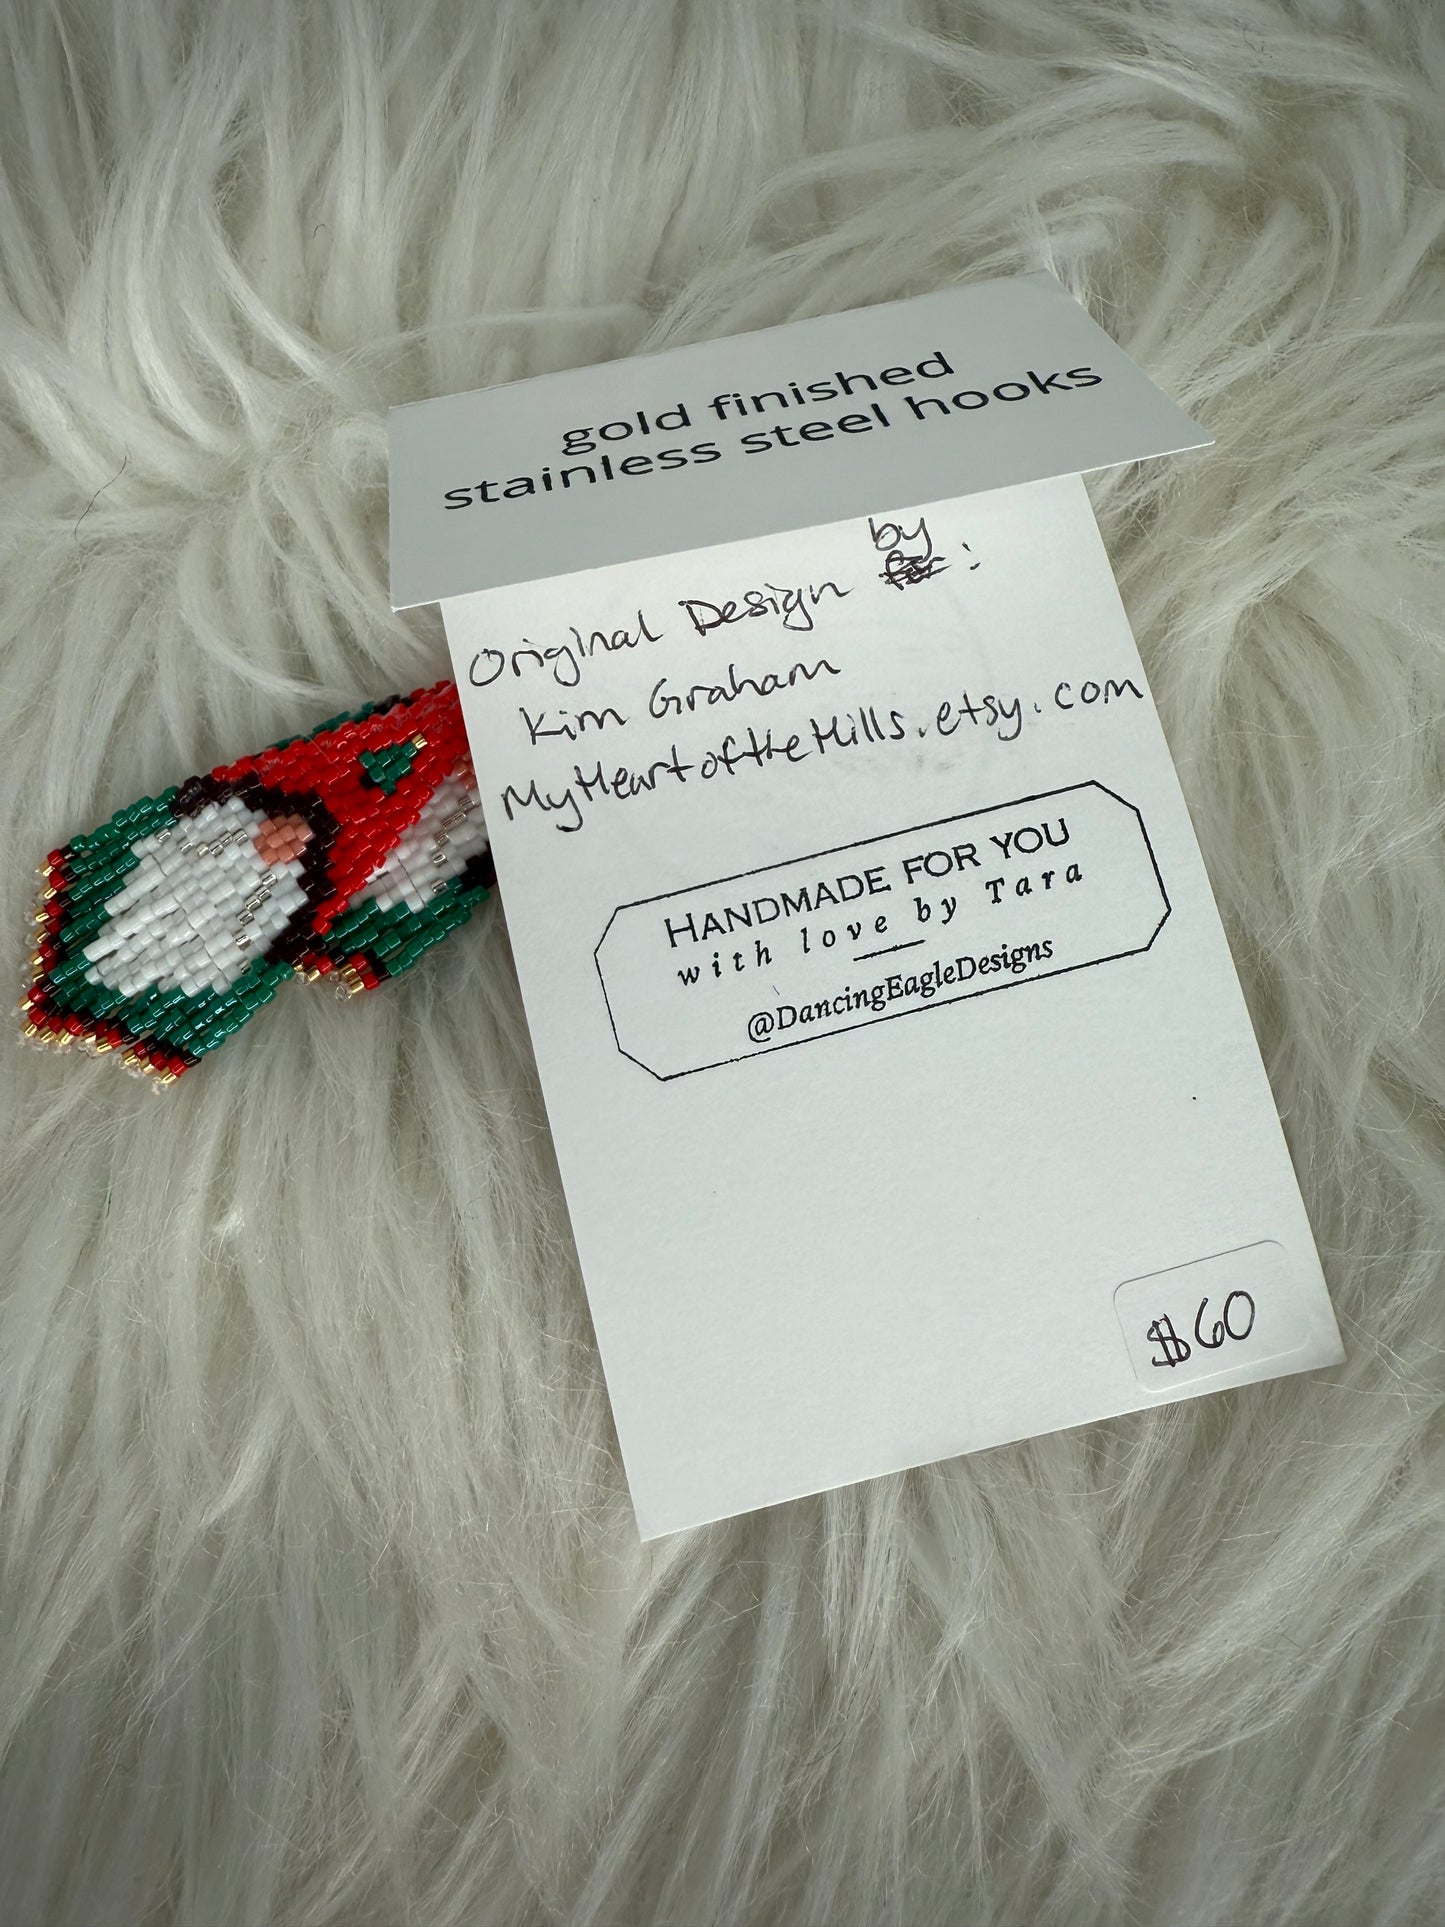 gold finished
stainless steel hooks
Original Design by :
Kim Graham
MyHeartoftheHills.etsy.com
HANDMADE FOR YOU
with love by Tara
@DancingEagleDesigns
$60